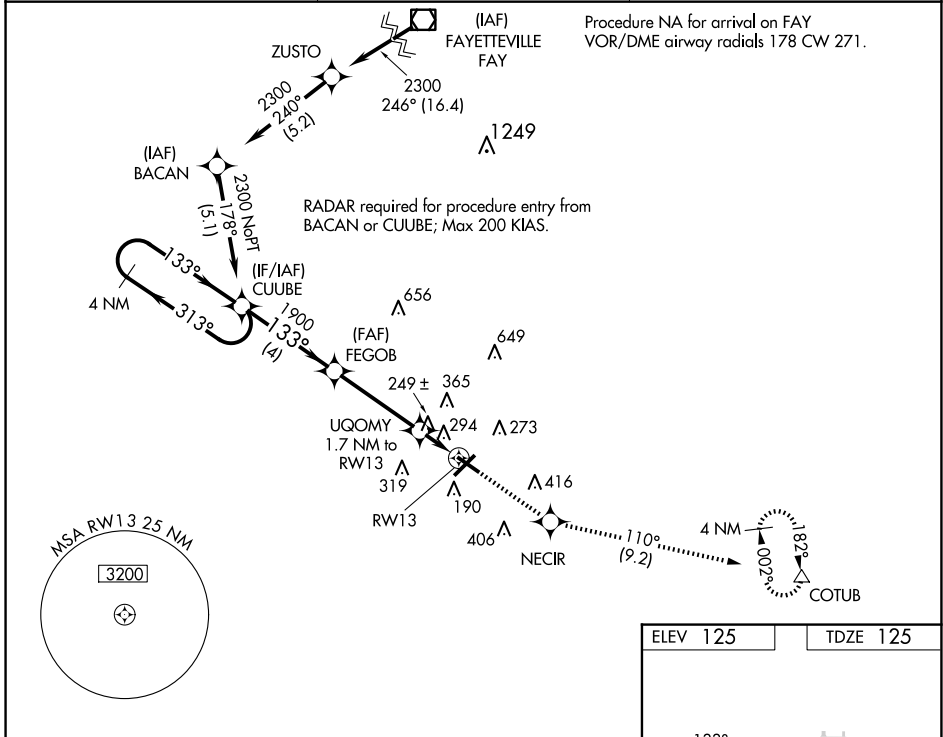 (IAF)
FAYETTEVILLE
FAY
Procedure NA for arrival on FAY
VOR/DME airway radials 178 CW 271.
ZUSTO
2300
246° (16.4)
2300
240°
(5.2)
1249
(IAF)
BACAN
2300 NoPT
178°
(5.1)
RADAR required for procedure entry from
BACAN or CUUBE; Max 200 KIAS.
133°
4 NM
313°
(IF/IAF)
CUUBE
1900
133°
(4)
656
(FAF)
FEGOB
649
249 ±
365
UQOMY
1.7 NM to
RW13
294
273
319
416
190
RW13
406
NECIR
110°
(9.2)
4 NM
182°
002°
COTUB
MSA RW13 25 NM
3200
ELEV 125
TDZE 125